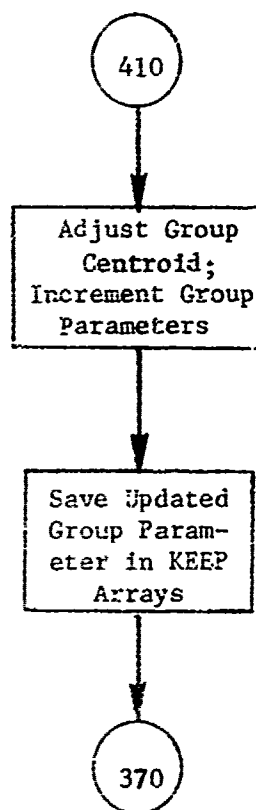 410
Adjust Group
Centroid;
Increment Group
Parameters
Save Updated
Group Param-
eter in KEEP
Arrays
370